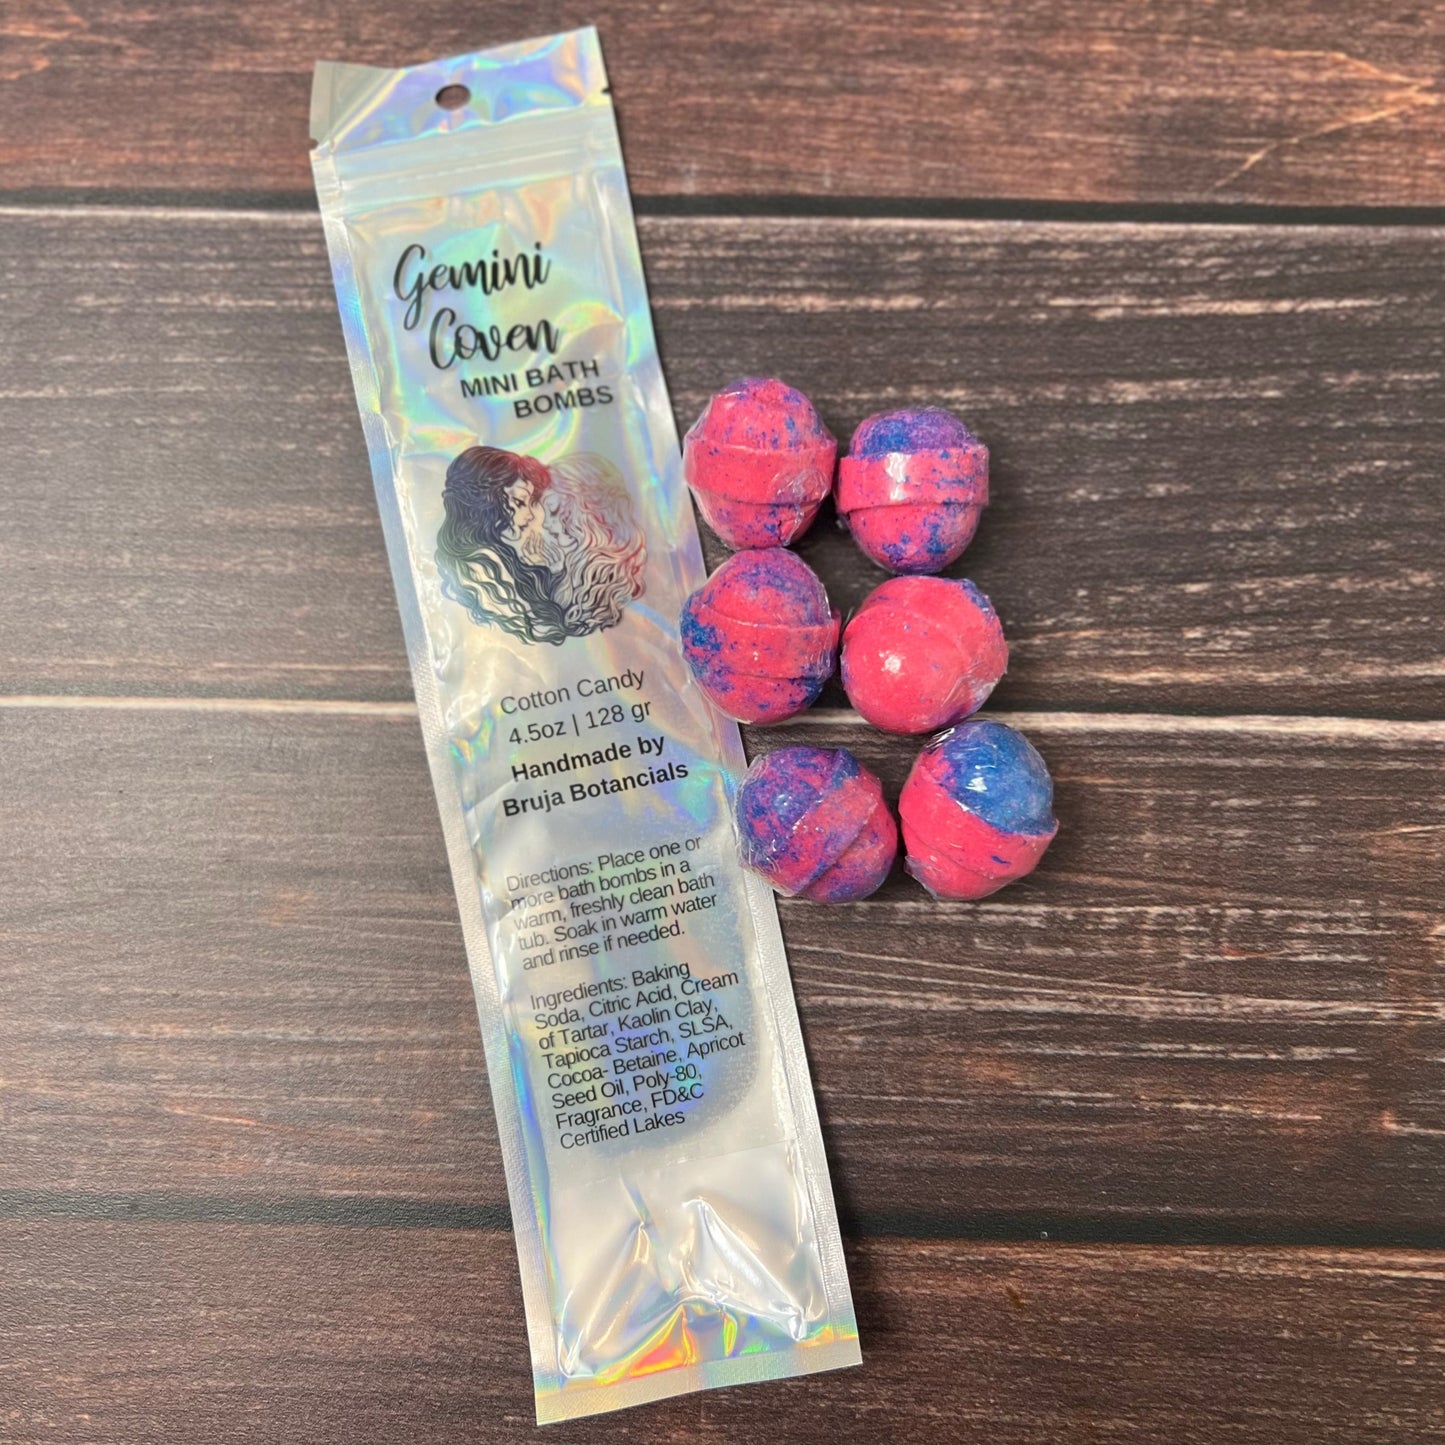 Gemini
Coven
MINI BATH
BOMBS
Cotton Candy
4.5oz | 128 gr
Handmade by
Bruja Botancials
Directions: Place one or
more bath bombs in a
warm, freshly clean bath
tub. Soak in warm water
and rinse if needed.
Ingredients: Baking
Soda, Citric Acid, Cream
of Tartar, Kaolin Clay,
Tapioca Starch, SLSA,
Cocoa- Betaine, Apricot
Seed Oil, Poly-80,
Fragrance, FD&C
Certified Lakes